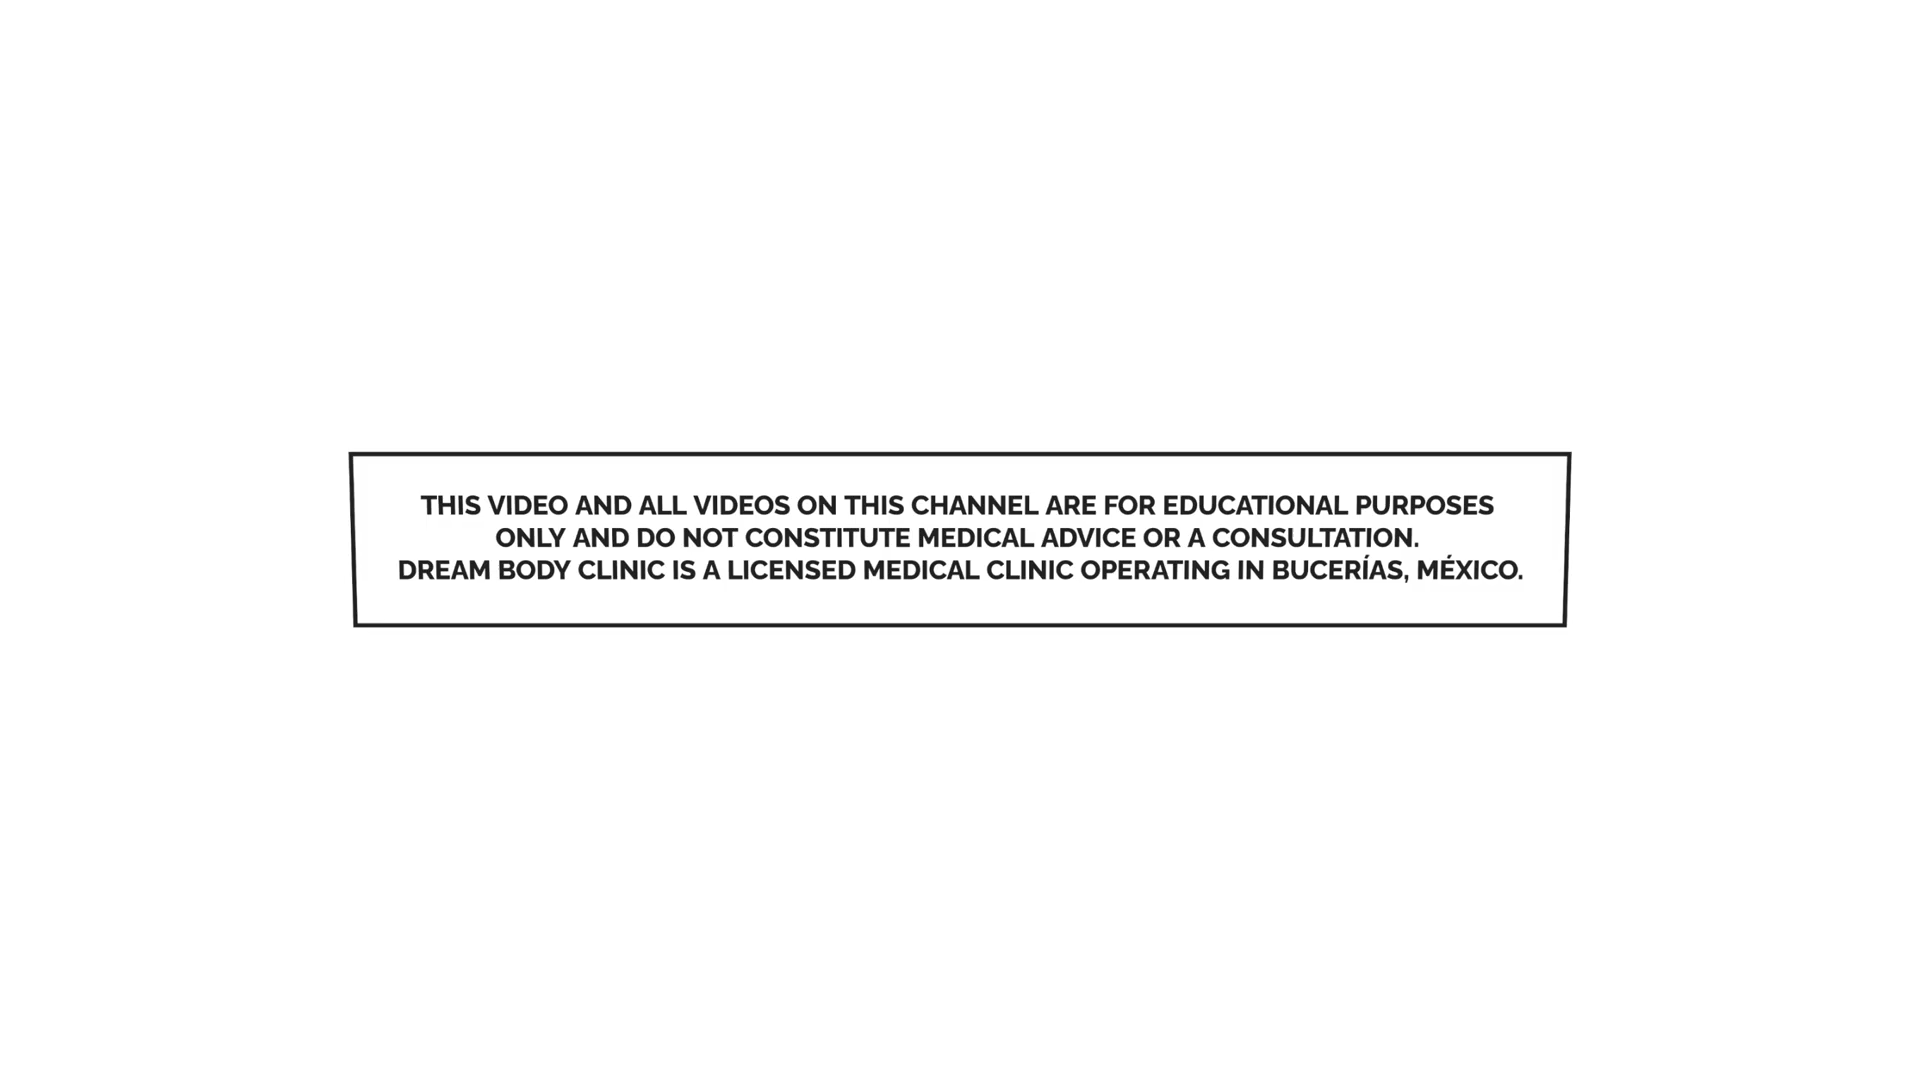 THIS VIDEO AND ALL VIDEOS ON THIS CHANNEL ARE FOR EDUCATIONAL PURPOSES
ONLY AND DO NOT CONSTITUTE MEDICAL ADVICE OR A CONSULTATION.
DREAM BODY CLINIC IS A LICENSED MEDICAL CLINIC OPERATING IN BUCERÍAS, MÉXICO.